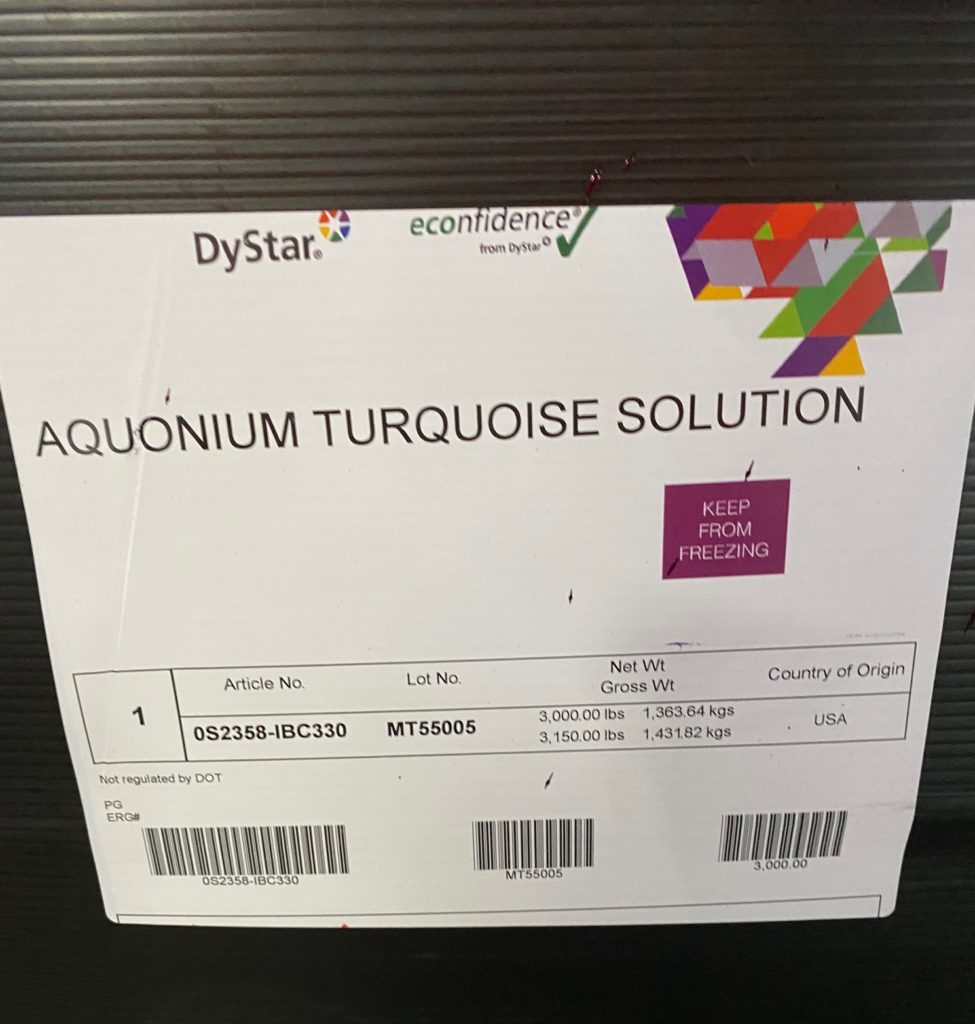 DyStar®
econfidence®
from DyStar
AQUONIUM TURQUOISE SOLUTION
KEEP
FROM
FREEZING
1
Article No.
Lot No.
Net Wt
Gross Wt
Country of Origin
0S2358-IBC330
MT55005
3,000.00 lbs 1,363.64 kgs
3,150.00 lbs 1,431.82 kgs
USA
Not regulated by DOT
PG
ERG#
0S2358-IBC330
MT55005
3,000.00